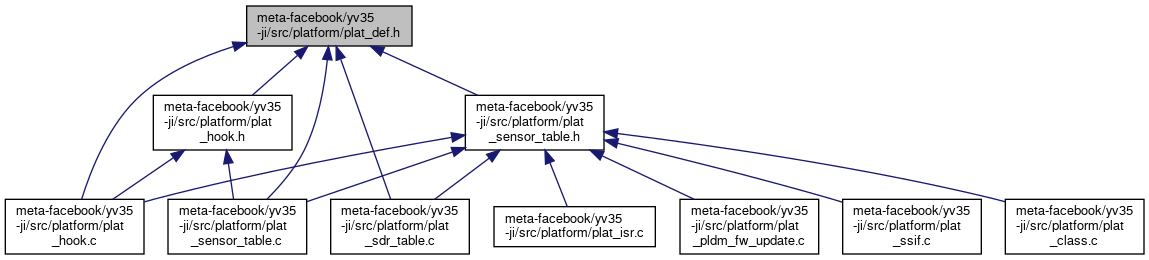 meta-facebook/yv35
-ji/src/platform/plat_def.h
meta-facebook/yv35
-ji/src/platform/plat
_hook.h
meta-facebook/yv35
-ji/src/platform/plat
_sensor_table.h
meta-facebook/yv35
-ji/src/platform/plat
_hook.c
meta-facebook/yv35
-ji/src/platform/plat
_sensor_table.c
meta-facebook/yv35
-ji/src/platform/plat
_sdr_table.c
meta-facebook/yv35
-ji/src/platform/plat_isr.c
meta-facebook/yv35
-ji/src/platform/plat
_pldm_fw_update.c
meta-facebook/yv35
-ji/src/platform/plat
_ssif.c
meta-facebook/yv35
-ji/src/platform/plat
_class.c